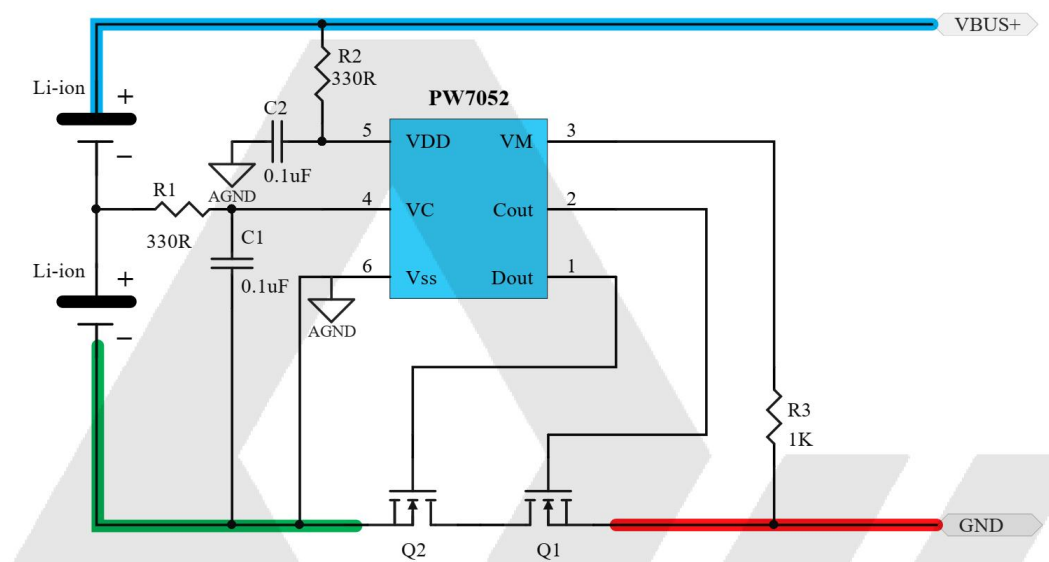 VBUS+
R2
330R
Li-ion
+
−
C2
0.1uF
AGND
PW7052
5
VDD
VM
3
R1
330R
4
VC
Cout
2
C1
0.1uF
Li-ion
+
−
6
Vss
Dout
1
AGND
R3
1K
Q2
Q1
GND